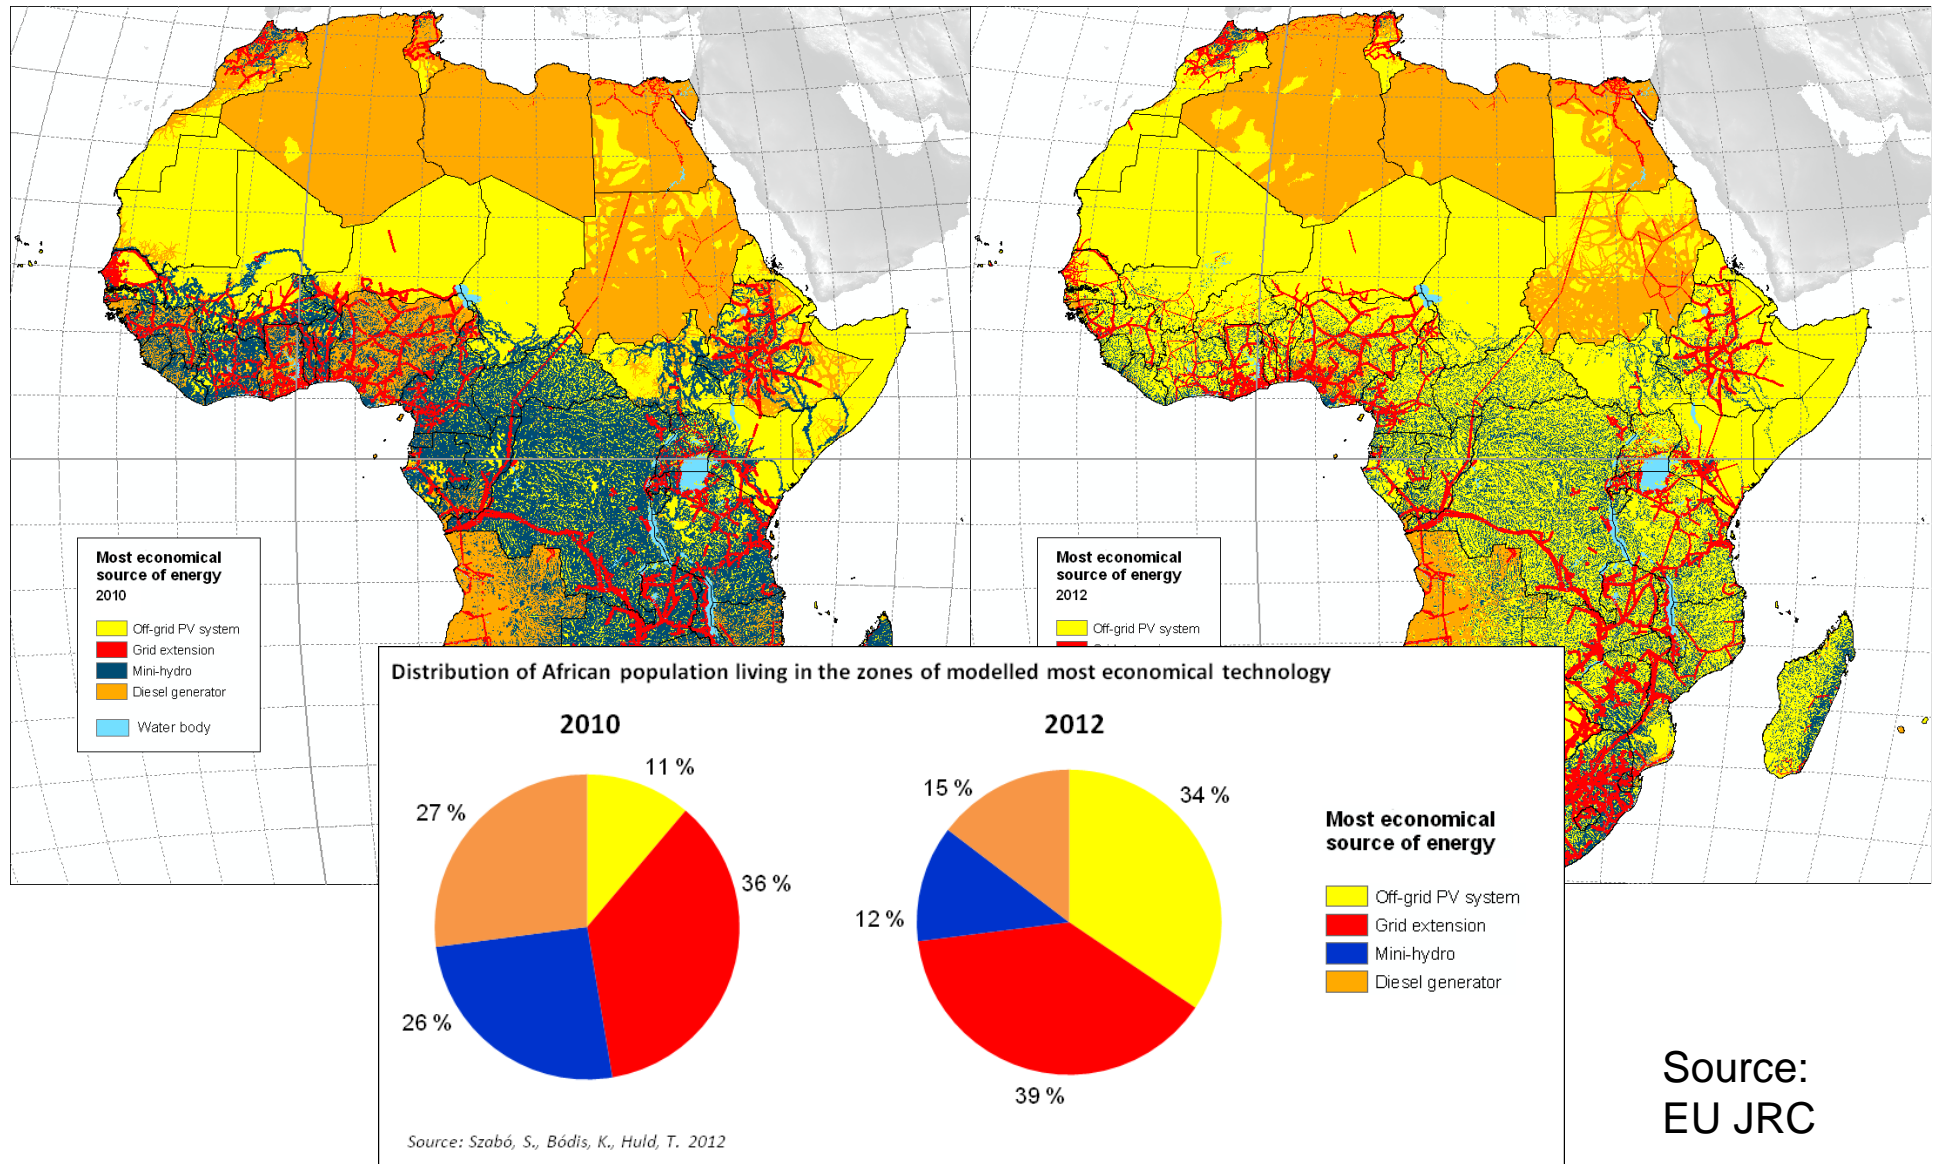 Most economical
source of energy
2010
Off-grid PV system
Grid extension
Mini-hydro
Diesel generator
Water body
Most economical
source of energy
2012
Off-grid PV system
Distribution of African population living in the zones of modelled most economical technology
2010
11 %
36 %
26 %
27 %
2012
34 %
39 %
12 %
15 %
Most economical
source of energy
Off-grid PV system
Grid extension
Mini-hydro
Diesel generator
Source: Szabó, S., Bódis, K., Huld, T. 2012
Source:
EU JRC